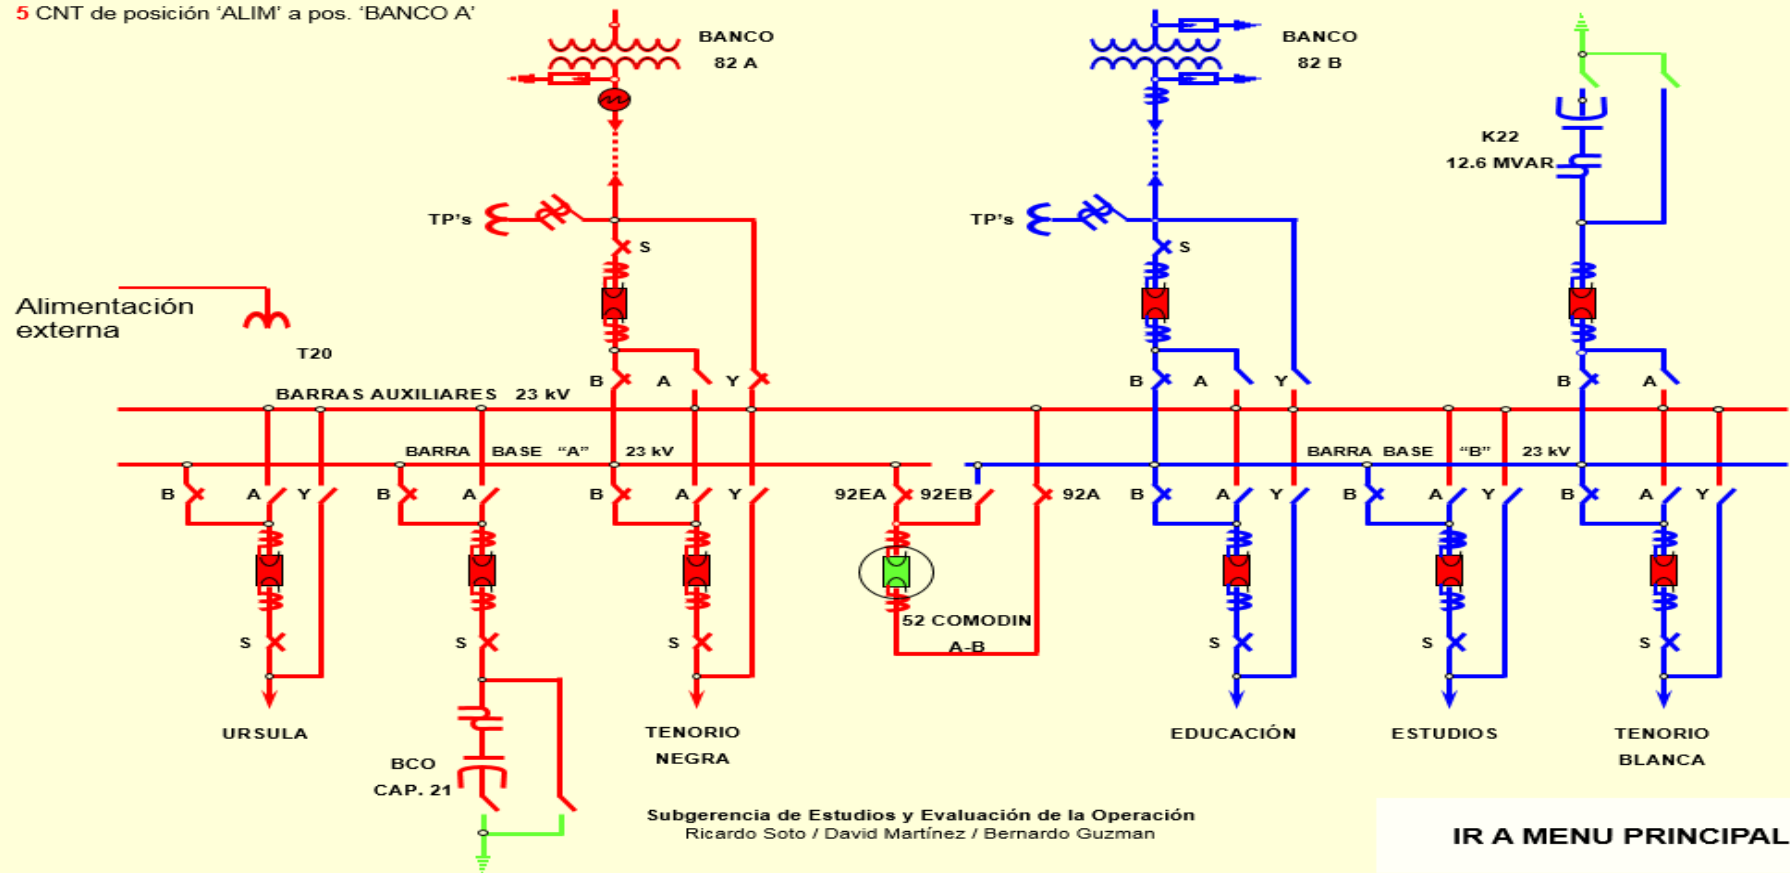 5 CNT de posición ‘ALIM’ a pos. ‘BANCO A’
BANCO
82 A
BANCO
82 B
K22
12.6 MVAR
TP's
S
TP's
S
Alimentación
externa
T20
B A Y
B A Y
B A
BARRAS AUXILIARES 23 kV
BARRA BASE “A” 23 kV
BARRA BASE “B” 23 kV
B A Y
B A
B A Y
92EA 92EB 92A
B A Y
B A Y
B A Y
S
S
S
52 COMODIN
A-B
S
S
S
URSULA
BCO
CAP. 21
TENORIO
NEGRA
EDUCACIÓN
ESTUDIOS
TENORIO
BLANCA
Subgerencia de Estudios y Evaluación de la Operación
Ricardo Soto / David Martínez / Bernardo Guzman
IR A MENU PRINCIPAL